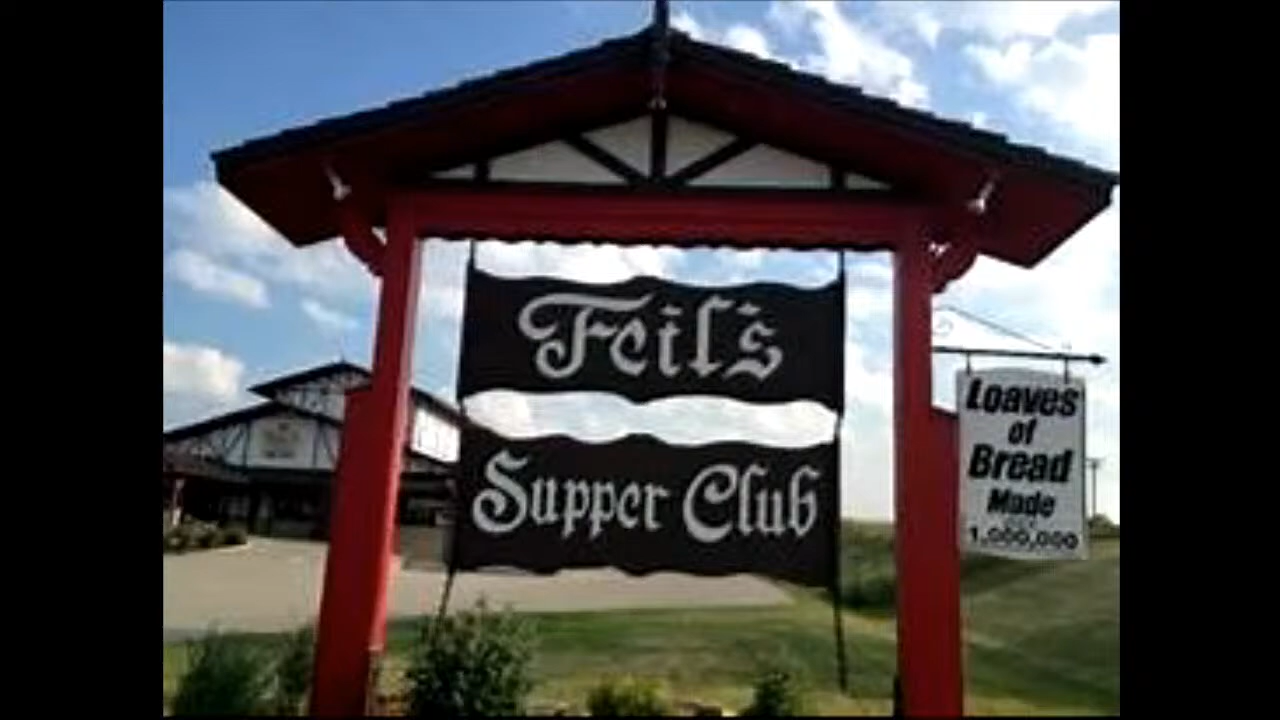 Feil's
Supper Club
Loaves
of
Bread
Made
1,000,000